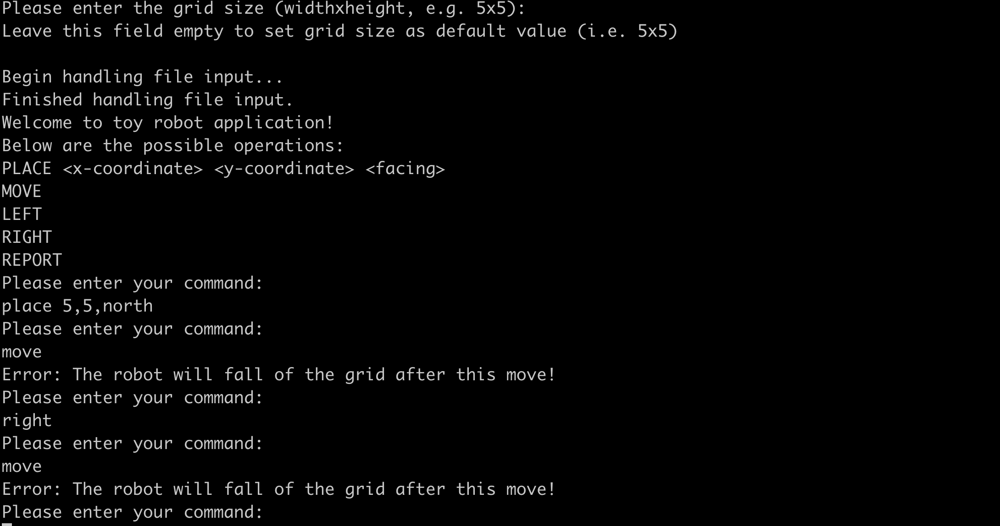 Please enter the grid size (widthxheight, e.g. 5x5):
Leave this field empty to set grid size as default value (i.e. 5x5)
Begin handling file input...
Finished handling file input.
Welcome to toy robot application!
Below are the possible operations:
PLACE <x-coordinate> <y-coordinate> <facing>
MOVE
LEFT
RIGHT
REPORT
Please enter your command:
place 5,5,north
Please enter your command:
move
Error: The robot will fall of the grid after this move!
Please enter your command:
right
Please enter your command:
move
Error: The robot will fall of the grid after this move!
Please enter your command: